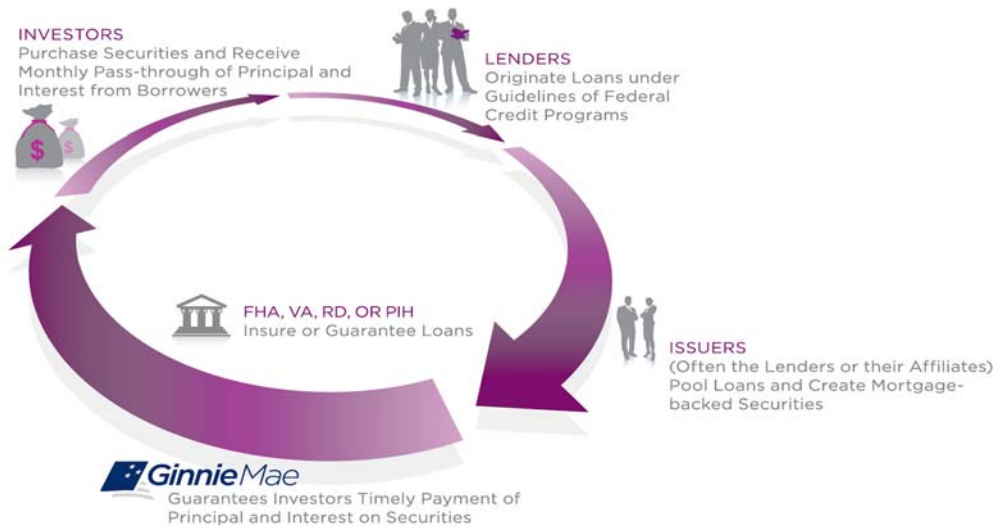 INVESTORS
Purchase Securities and Receive
Monthly Pass-through of Principal and
Interest from Borrowers
$
$
LENDERS
Originate Loans under
Guidelines of Federal
Credit Programs
FHA, VA, RD, OR PIH
Insure or Guarantee Loans
ISSUERS
(Often the Lenders or their Affiliates)
Pool Loans and Create Mortgage-
backed Securities
GinnieMae
Guarantees Investors Timely Payment of
Principal and Interest on Securities